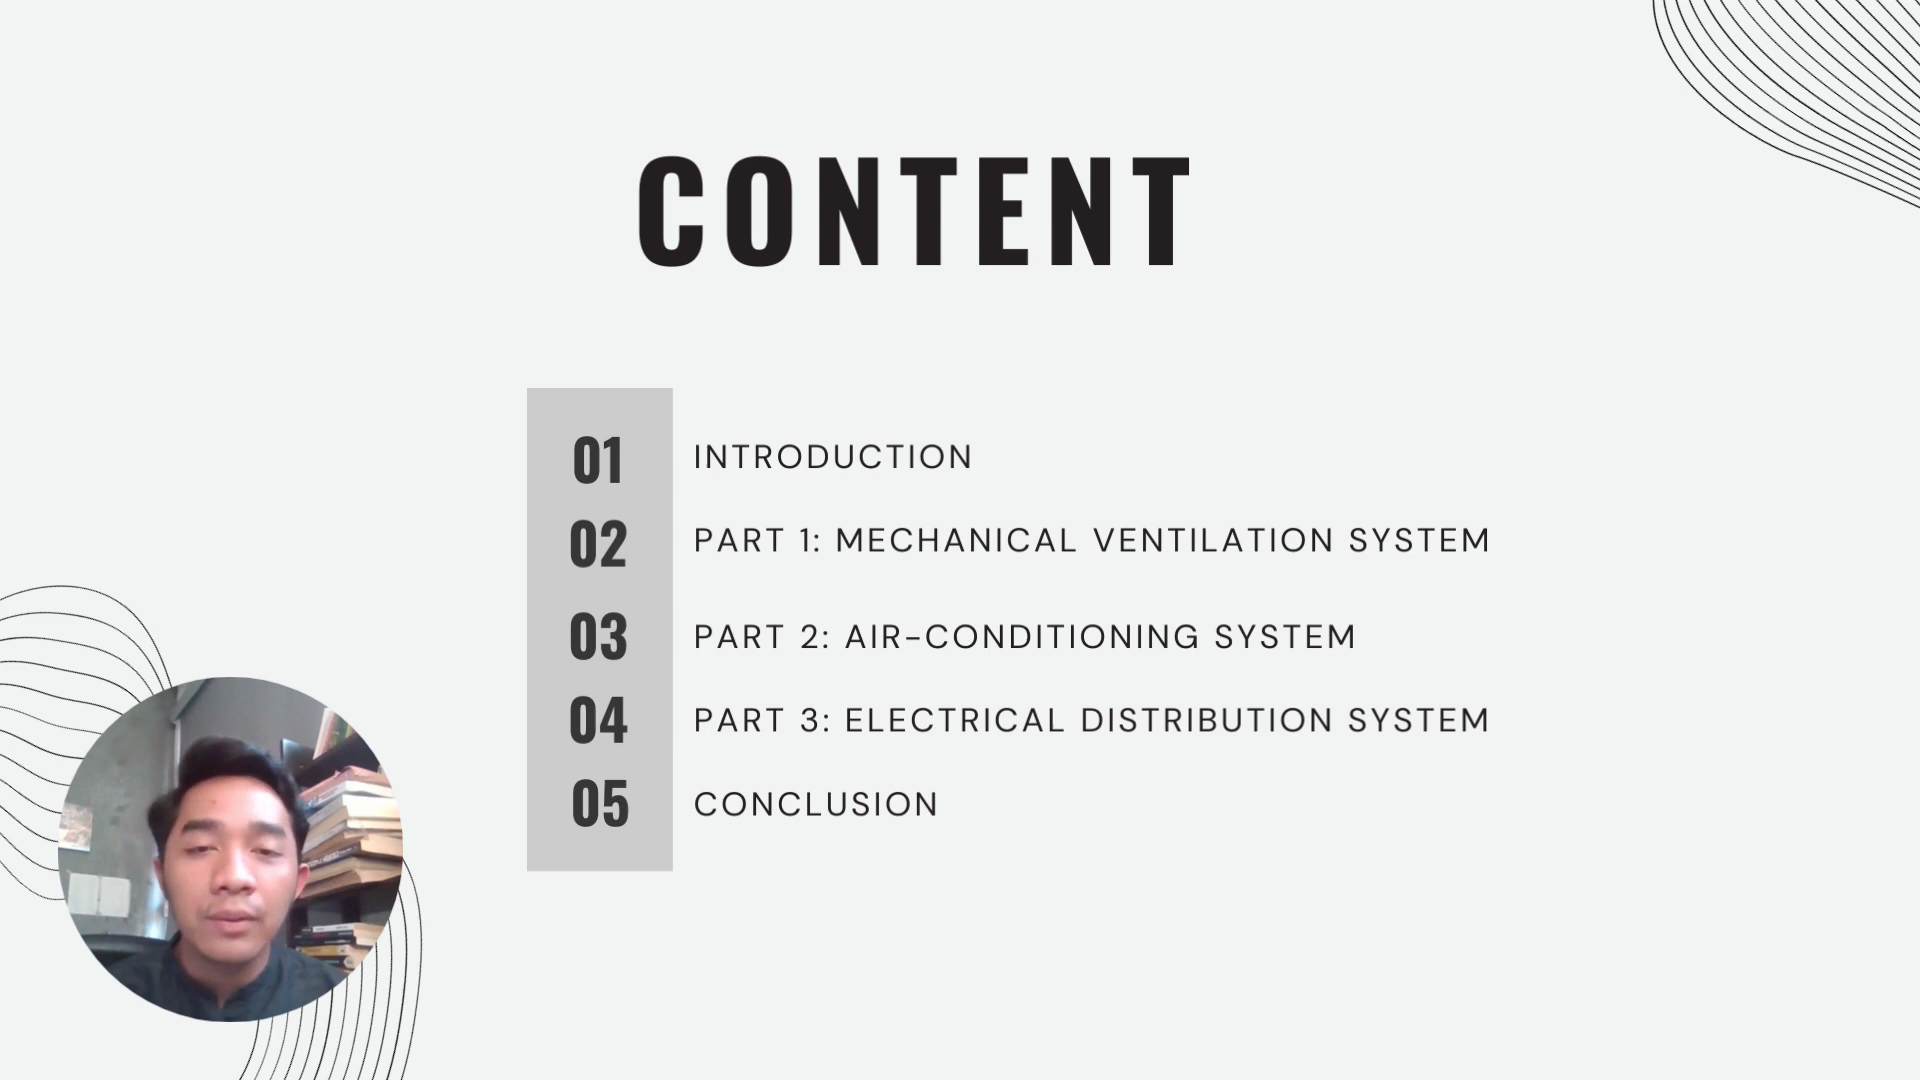 CONTENT
01 INTRODUCTION
02 PART 1: MECHANICAL VENTILATION SYSTEM
03 PART 2: AIR-CONDITIONING SYSTEM
04 PART 3: ELECTRICAL DISTRIBUTION SYSTEM
05 CONCLUSION